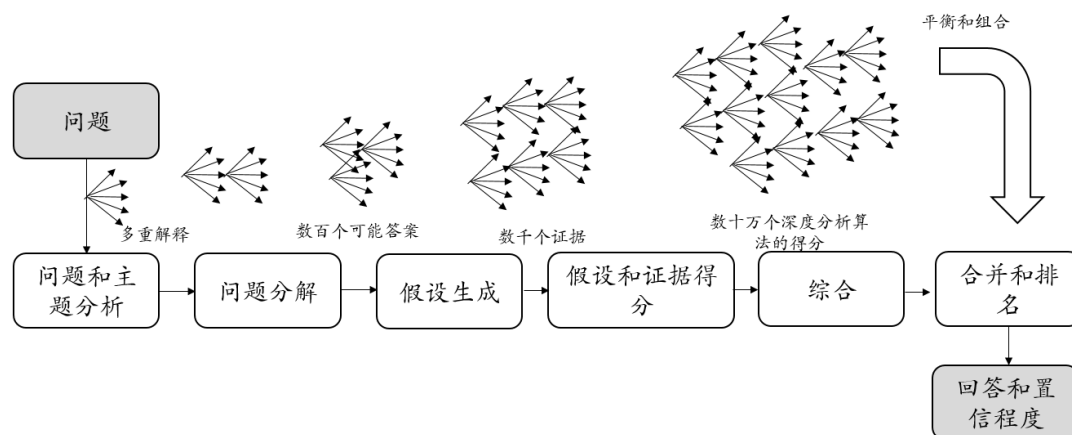 平衡和组合
问题
多重解释
数百个可能答案
数千个证据
数十万个深度分析算
法的得分
问题和主
题分析
问题分解
假设生成
假设和证据得
分
综合
合并和排
名
回答和置
信程度